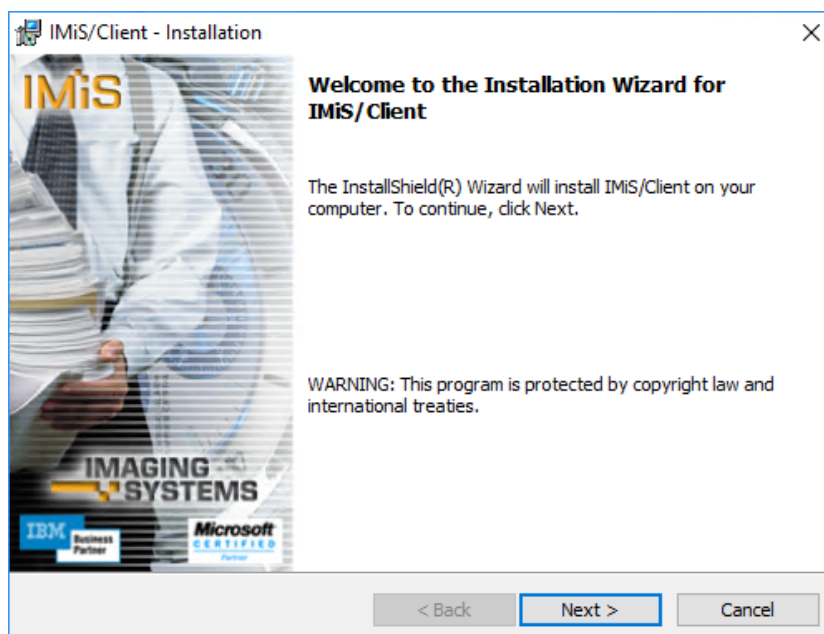 IMiS/Client - Installation
IMiS
Welcome to the Installation Wizard for
IMiS/Client
The InstallShield(R) Wizard will install IMiS/Client on your
computer. To continue, click Next.
WARNING: This program is protected by copyright law and
international treaties.
IMAGING
SYSTEMS
IBM
Business
Partner
Microsoft
CERTIFIED
Partner
< Back
Next >
Cancel